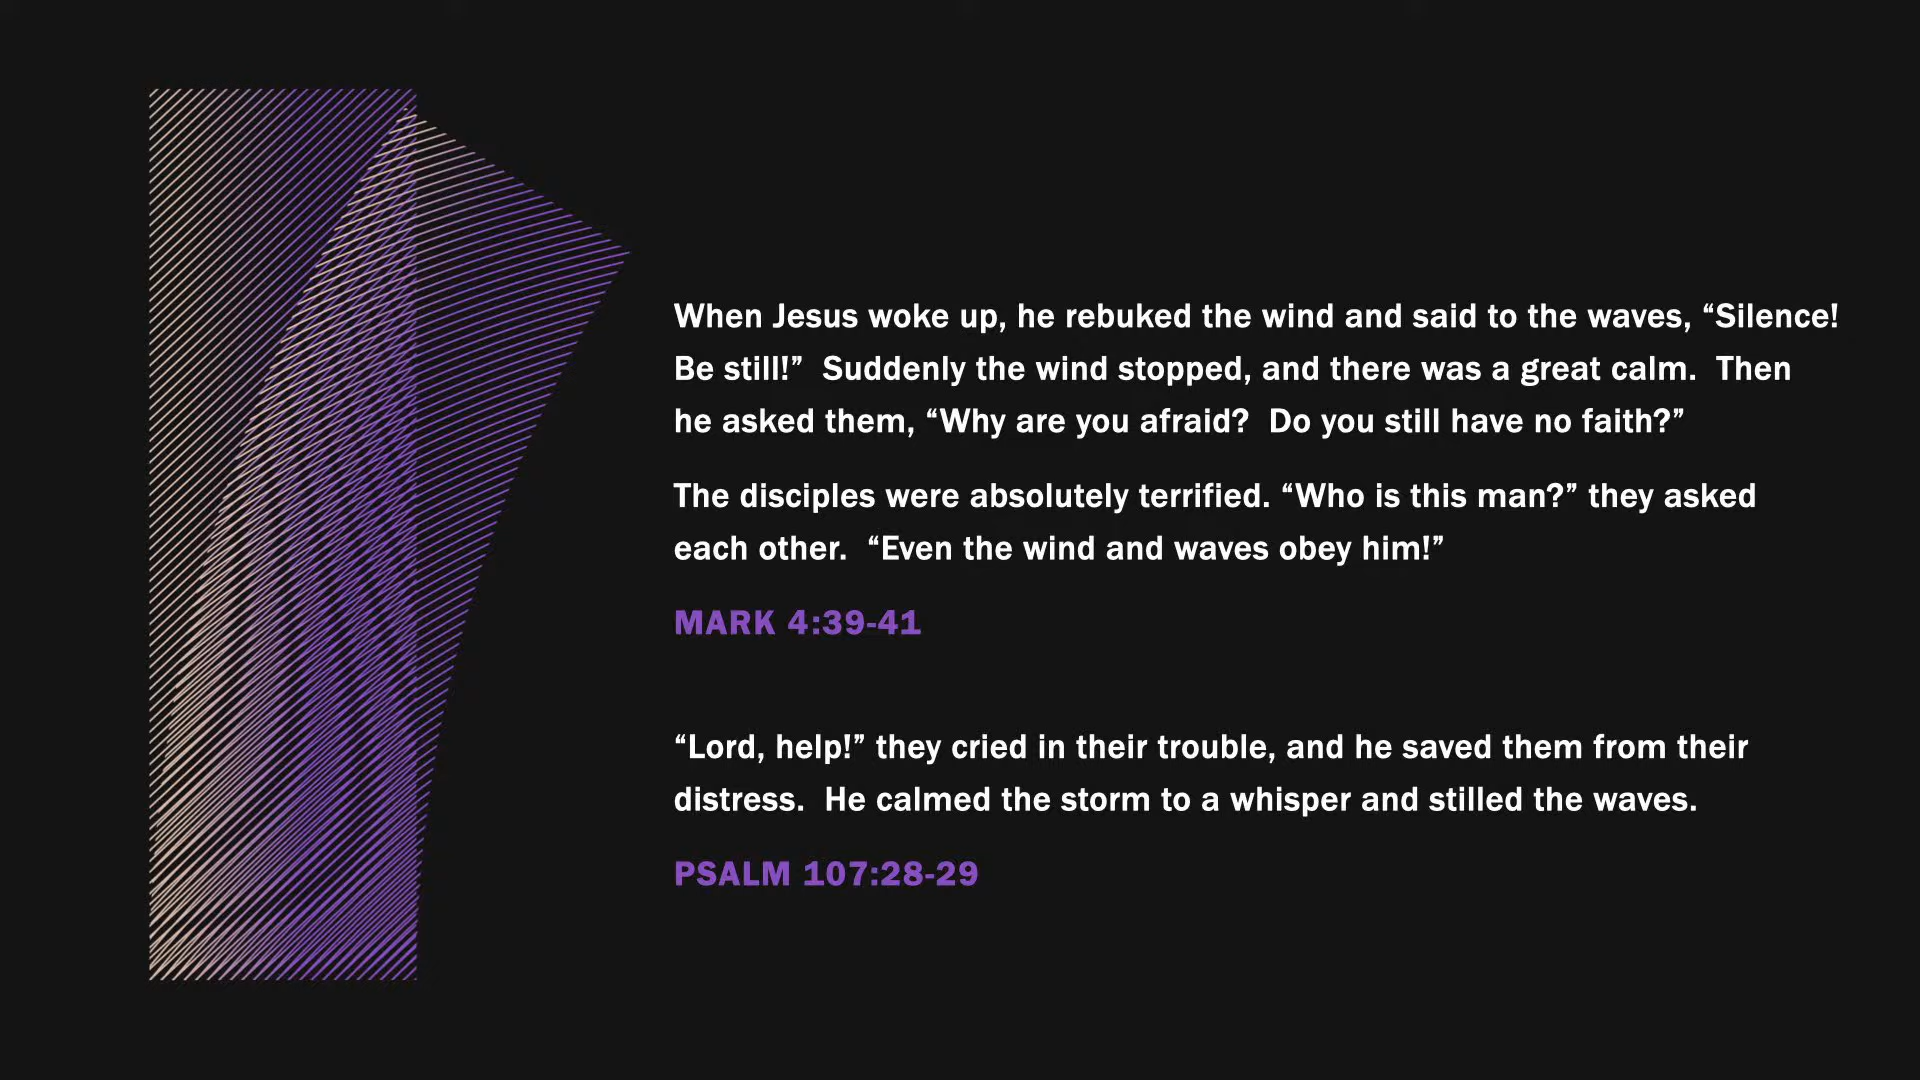 When Jesus woke up, he rebuked the wind and said to the waves, “Silence!
Be still!”  Suddenly the wind stopped, and there was a great calm.  Then
he asked them, “Why are you afraid?  Do you still have no faith?”
The disciples were absolutely terrified. “Who is this man?” they asked
each other.  “Even the wind and waves obey him!”
MARK 4:39-41
“Lord, help!” they cried in their trouble, and he saved them from their
distress.  He calmed the storm to a whisper and stilled the waves.
PSALM 107:28-29